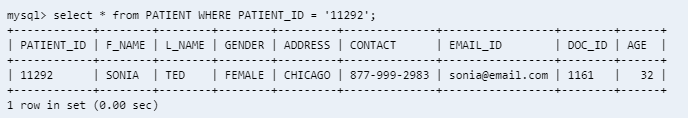 mysql> select * from PATIENT WHERE PATIENT_ID = '11292';
+------------+--------+--------+--------+---------+--------------+-----------------+--------+------+
| PATIENT_ID | F_NAME | L_NAME | GENDER | ADDRESS | CONTACT      | EMAIL_ID        | DOC_ID | AGE  |
+------------+--------+--------+--------+---------+--------------+-----------------+--------+------+
| 11292      | SONIA  | TED    | FEMALE | CHICAGO | 877-999-2983 | sonia@email.com | 1161   |   32 |
+------------+--------+--------+--------+---------+--------------+-----------------+--------+------+
1 row in set (0.00 sec)